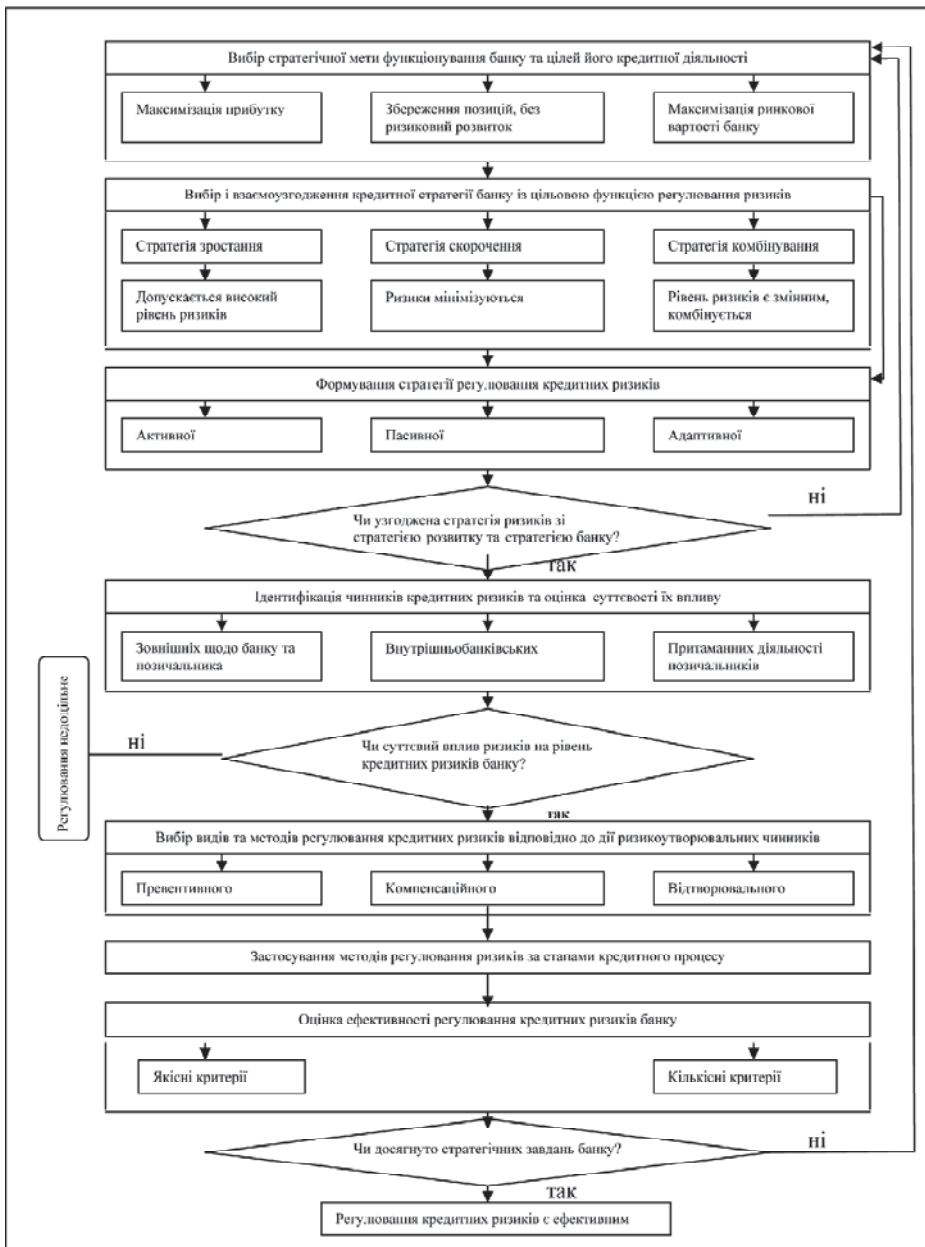 Вибір стратегічної мети функціонування банку та цілей його кредитної діяльності
Максимізація прибутку
Збереження позицій, без
ризиковий розвиток
Максимізація ринкової
вартості банку
Вибір і взаємоузгодження кредитної стратегії банку із цільовою функцією регулювання ризиків
Стратегія зростання
Стратегія скорочення
Стратегія комбінування
Допускається високий
рівень ризиків
Ризики мінімізуються
Рівень ризиків є змінним,
комбінується
Формування стратегії регулювання кредитних ризиків
Активної
Пасивної
Адаптивної
ні
Чи узгоджена стратегія ризиків зі
стратегією розвитку та стратегією банку?
так
Ідентифікація чинників кредитних ризиків та оцінка суттєвості їх впливу
Зовнішніх щодо банку та
позичальника
Внутрішньобанківських
Притаманних діяльності
позичальників
Регулювання недоцільне
ні
Чи суттєвий вплив ризиків на рівень
кредитних ризиків банку?
так
Вибір видів та методів регулювання кредитних ризиків відповідно до дії ризикоутворювальних чинників
Превентивного
Компенсаційного
Відтворювального
Застосування методів регулювання ризиків за етапами кредитного процесу
Оцінка ефективності регулювання кредитних ризиків банку
Якісні критерії
Кількісні критерії
Чи досягнуто стратегічних завдань банку?
ні
так
Регулювання кредитних ризиків є ефективним